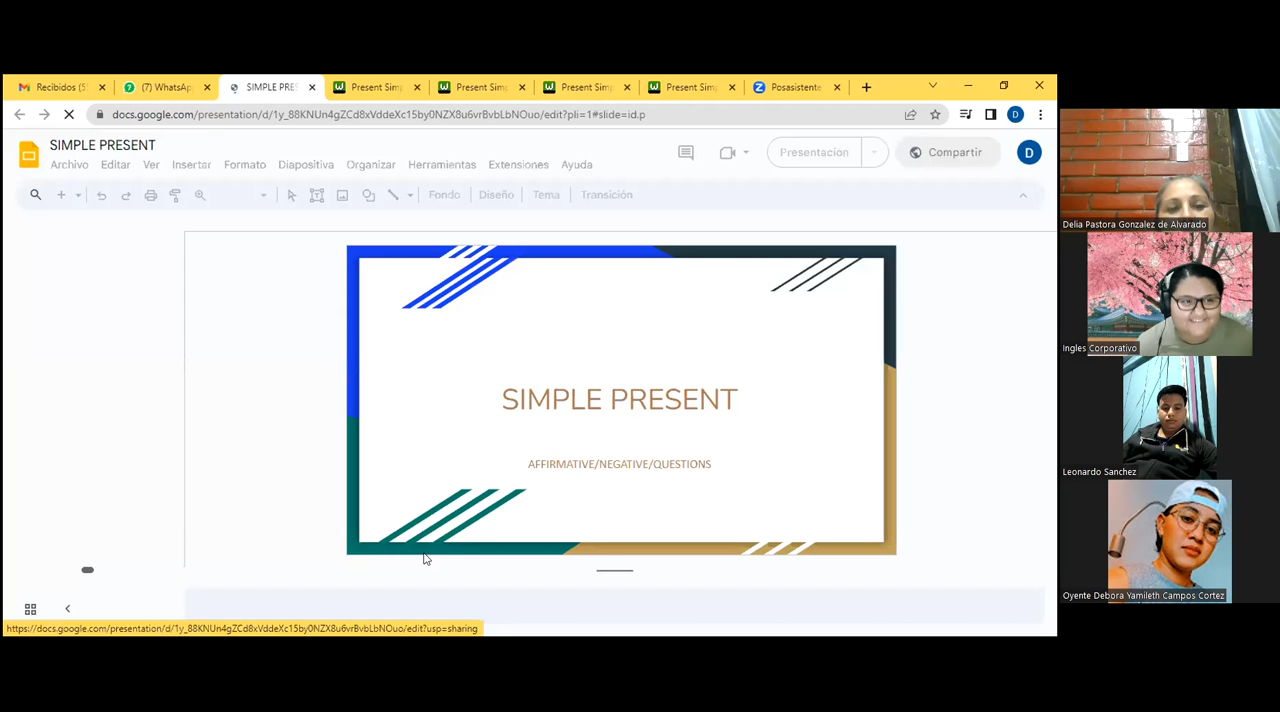 Recibidos (5
(7) WhatsAp
SIMPLE PRES
Present Simp
Present Simp
Present Simp
Present Simp
Posasistente
docs.google.com/presentation/d/1y_88KNUn4gZCd8xVddeXc15by0NZX8u6vrBvbLbNOuo/edit?pli=1#slide=id.p
D
SIMPLE PRESENT
Archivo Editar Ver Insertar Formato Diapositiva Organizar Herramientas Extensiones Ayuda
Presentación
Compartir
D
Fondo Diseño Tema Transición
SIMPLE PRESENT
AFFIRMATIVE/NEGATIVE/QUESTIONS
https://docs.google.com/presentation/d/1y_88KNUn4gZCd8xVddeXc15by0NZX8u6vrBvbLbNOuo/edit?usp=sharing
Delia Pastora Gonzalez de Alvarado
Ingles Corporativo
Leonardo Sanchez
Oyente Debora Yamileth Campos Cortez